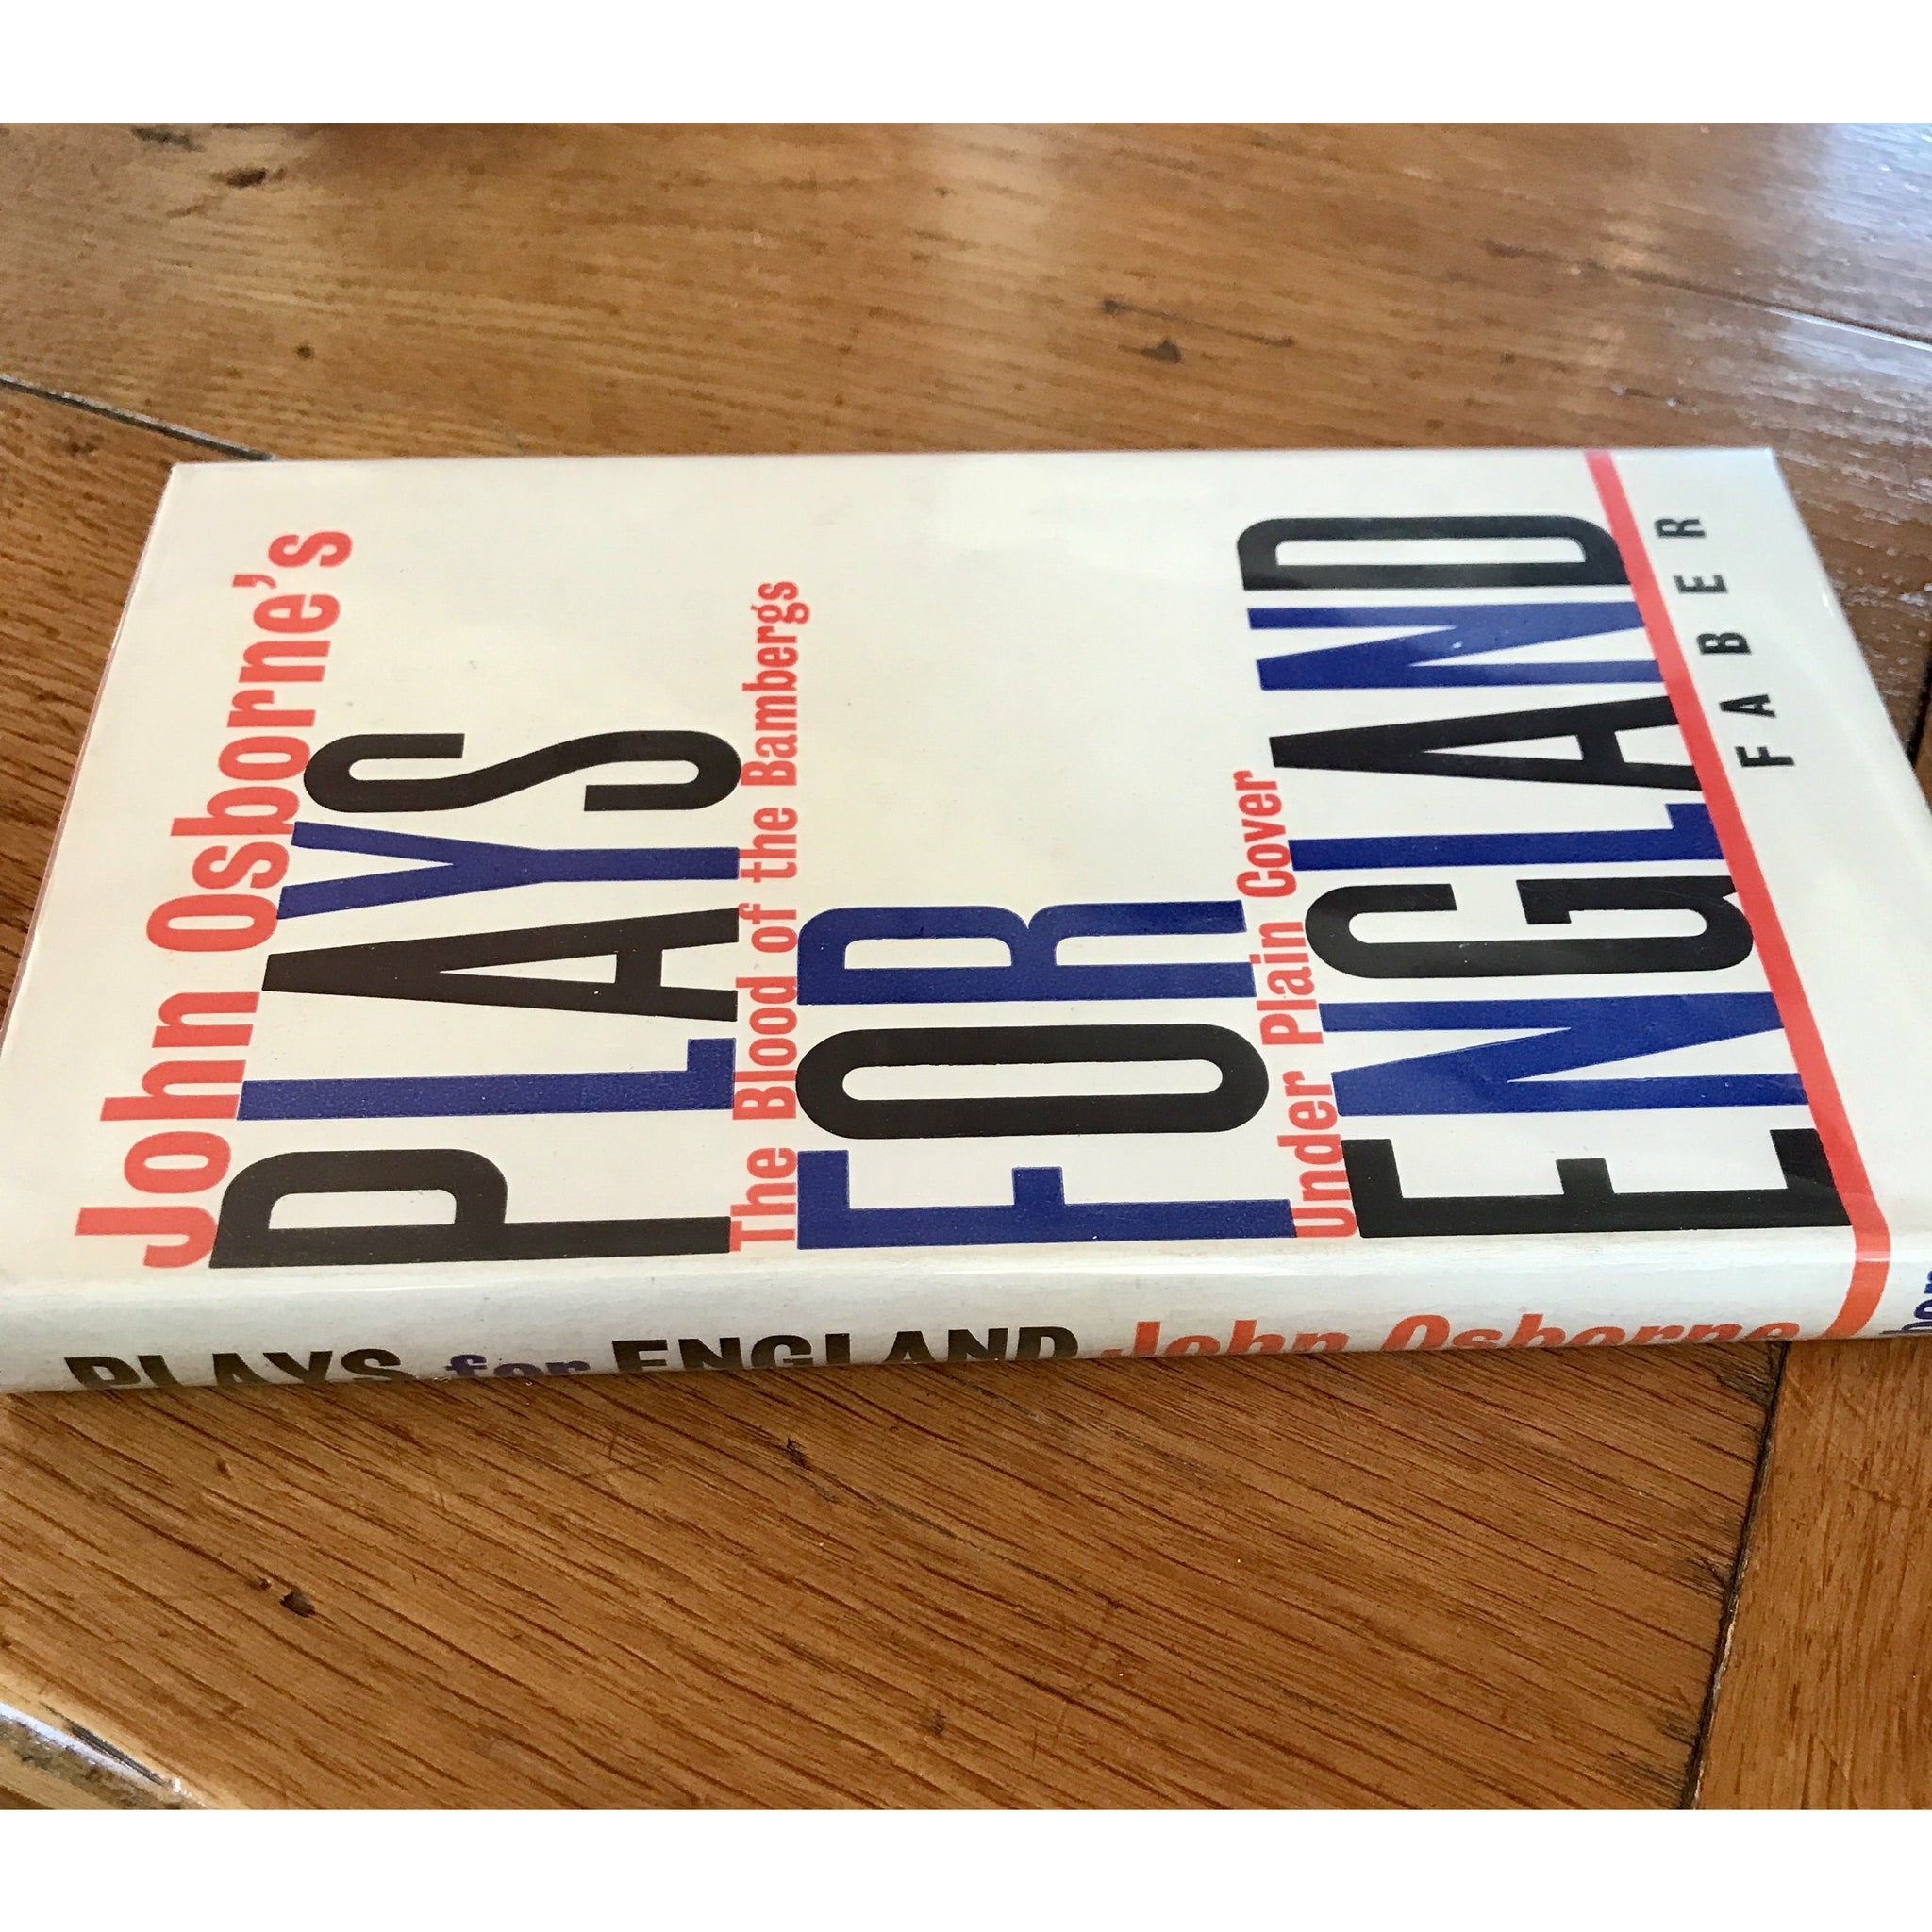 John Osborne's
PLAYS
The Blood of the Bambergs
FOR
Under Plain Cover
ENGLAND
FABER
PLAYS for ENGLAND John Osborne